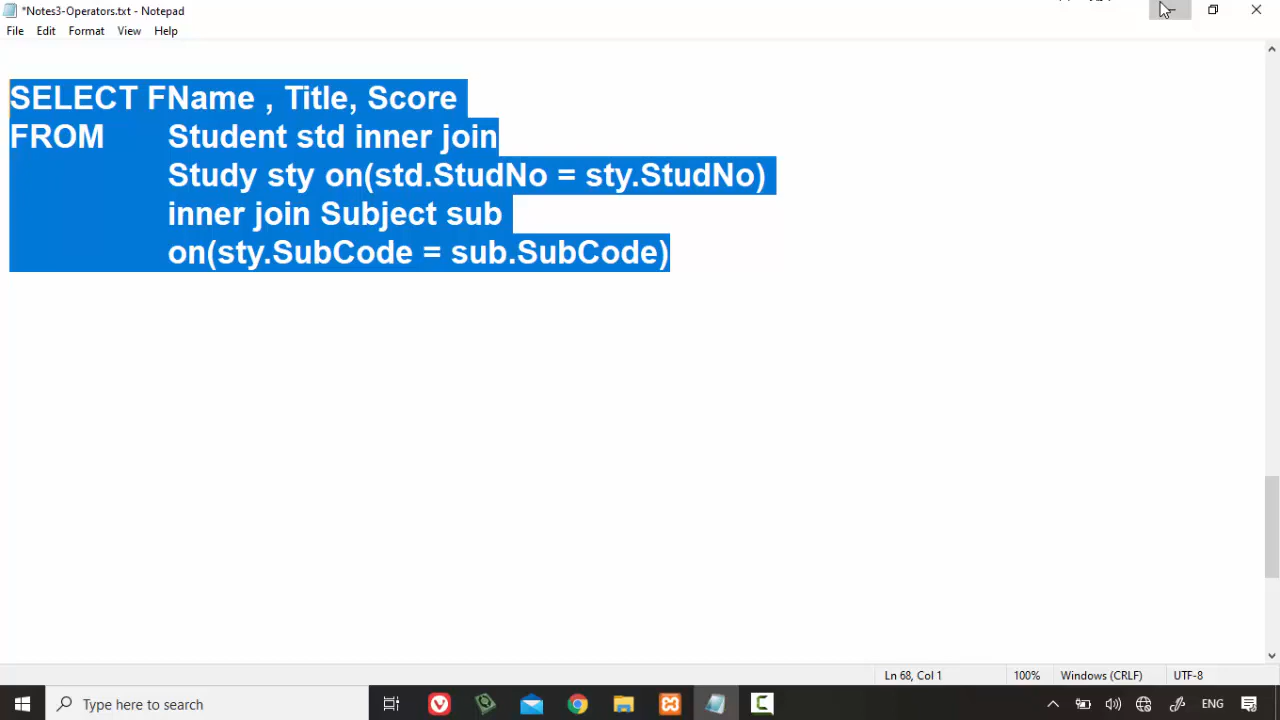 *Notes3-Operators.txt - Notepad
File Edit Format View Help
SELECT FName , Title, Score
FROM Student std inner join
Study sty on(std.StudNo = sty.StudNo)
inner join Subject sub
on(sty.SubCode = sub.SubCode)
Ln 68, Col 1 100% Windows (CRLF) UTF-8
Type here to search
ENG